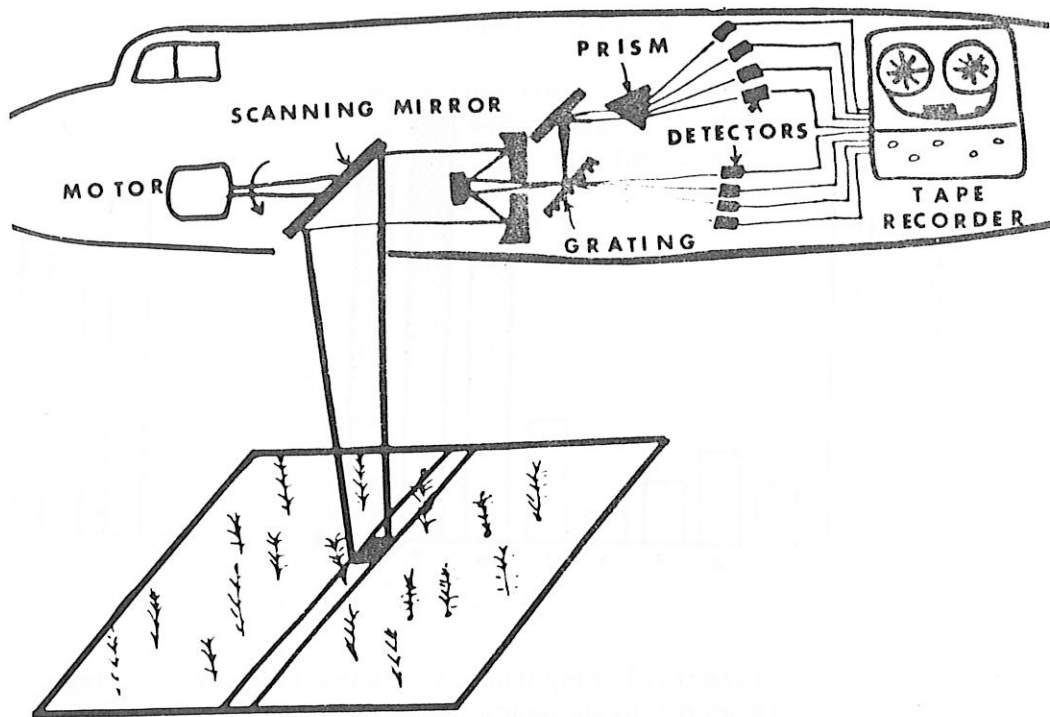 PRISM
SCANNING MIRROR
DETECTORS
MOTOR
TAPE
RECORDER
GRATING